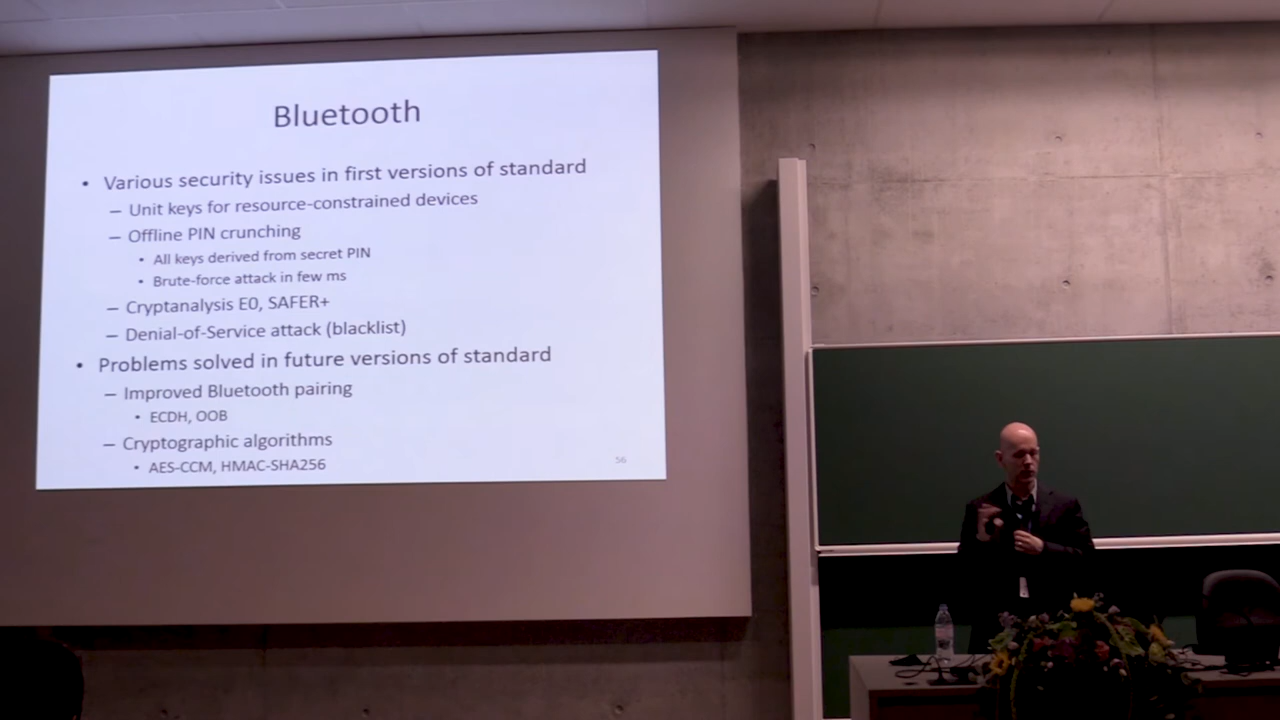 Bluetooth
• Various security issues in first versions of standard
– Unit keys for resource-constrained devices
– Offline PIN crunching
• All keys derived from secret PIN
• Brute-force attack in few ms
– Cryptanalysis E0, SAFER+
– Denial-of-Service attack (blacklist)
• Problems solved in future versions of standard
– Improved Bluetooth pairing
• ECDH, OOB
– Cryptographic algorithms
• AES-CCM, HMAC-SHA256
56